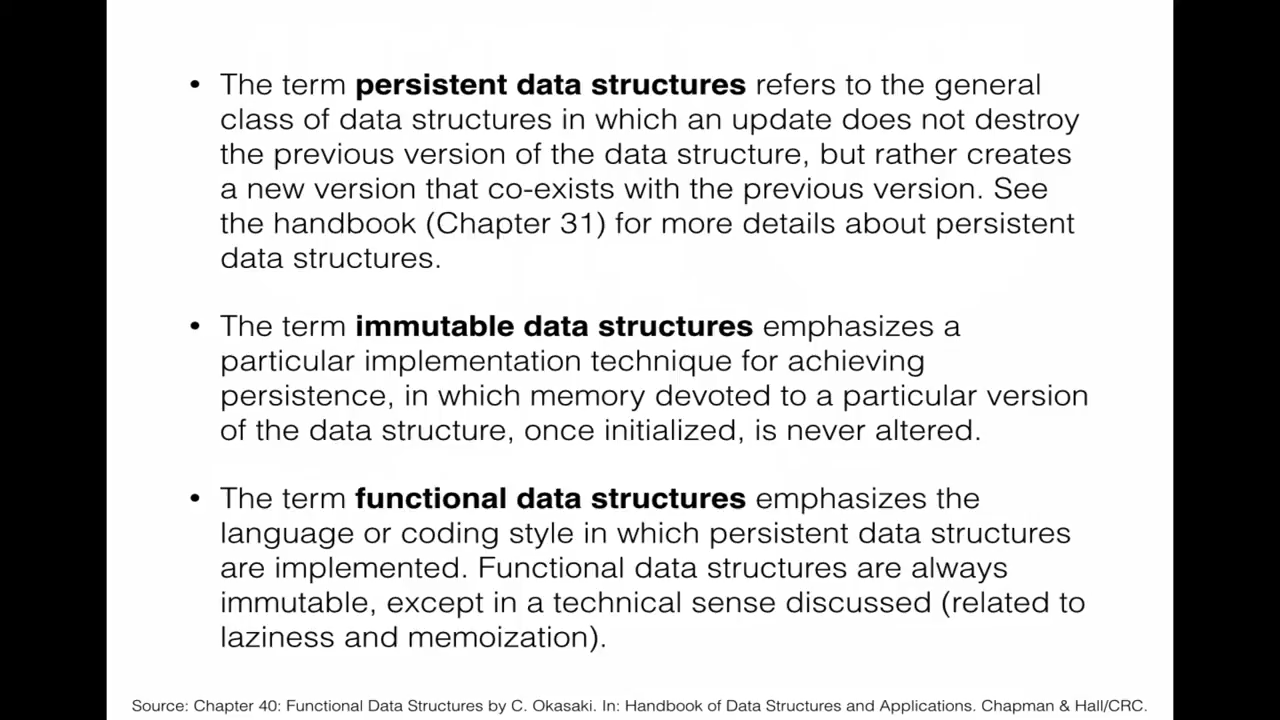 • The term persistent data structures refers to the general
class of data structures in which an update does not destroy
the previous version of the data structure, but rather creates
a new version that co-exists with the previous version. See
the handbook (Chapter 31) for more details about persistent
data structures.
• The term immutable data structures emphasizes a
particular implementation technique for achieving
persistence, in which memory devoted to a particular version
of the data structure, once initialized, is never altered.
• The term functional data structures emphasizes the
language or coding style in which persistent data structures
are implemented. Functional data structures are always
immutable, except in a technical sense discussed (related to
laziness and memoization).
Source: Chapter 40: Functional Data Structures by C. Okasaki. In: Handbook of Data Structures and Applications. Chapman & Hall/CRC.